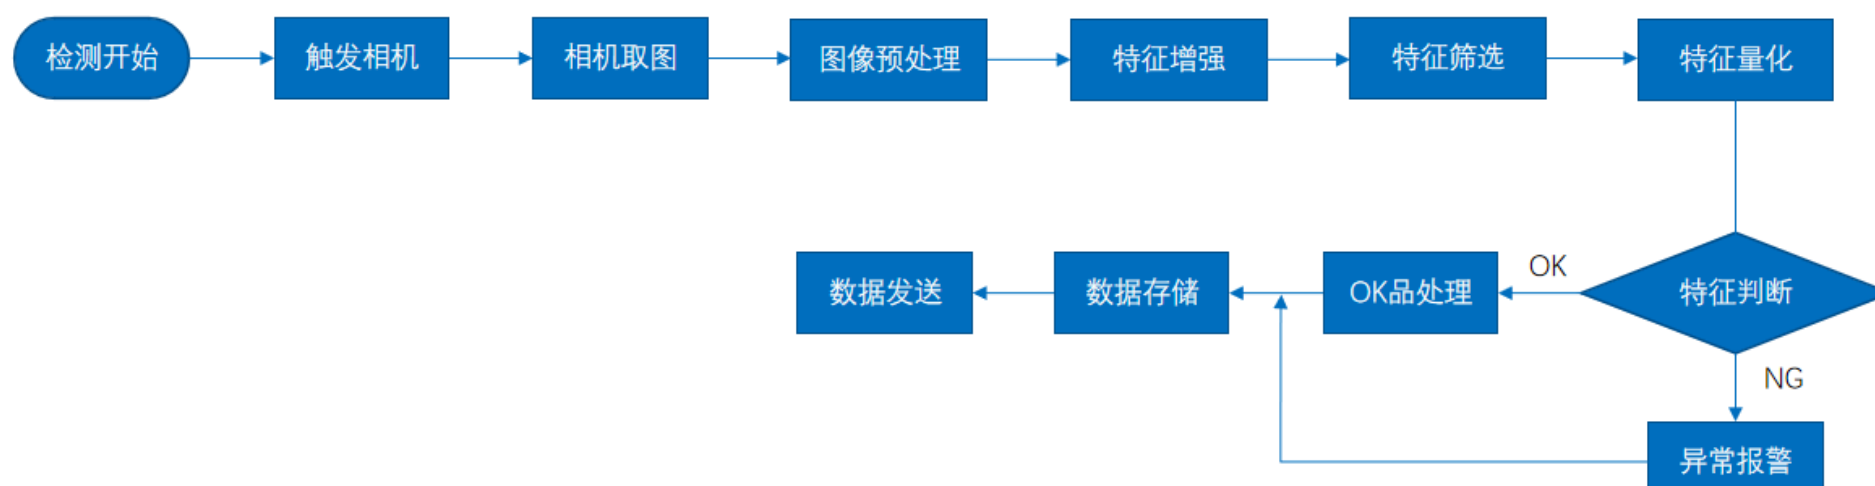 检测开始
触发相机
相机取图
图像预处理
特征增强
特征筛选
特征量化
特征判断
OK
OK品处理
数据存储
数据发送
NG
异常报警